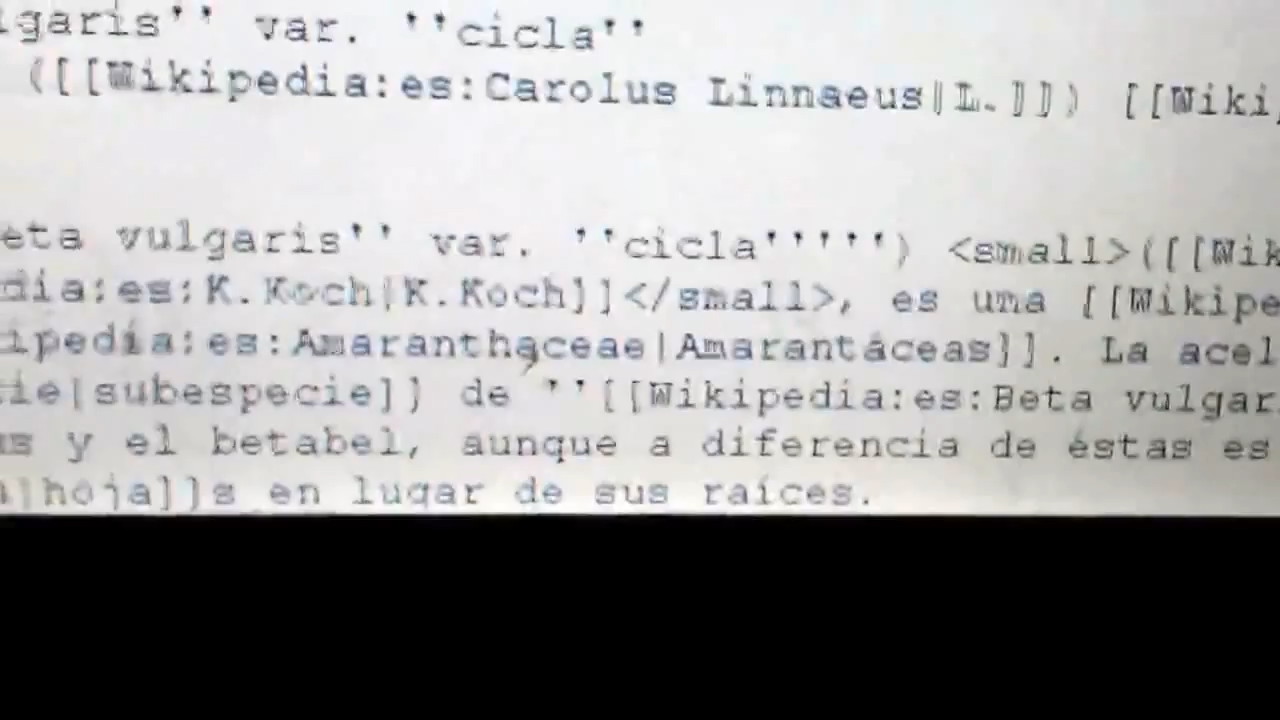 lgaris'' var. ''cicla''
([[Wikipedia:es:Carolus Linnaeus|L.]]) [[Wiki
eta vulgaris'' var. ''cicla''''') <small>([[Wik
dia:es:K.Koch|K.Koch]]</small>, es una [[Wikipe
ipedia:es:Amaranthaceae|Amarantáceas]]. La acel
ie|subespecie]] de ''[[Wikipedia:es:Beta vulgar
as y el betabel, aunque a diferencia de éstas es
|hoja]]s en lugar de sus raíces.